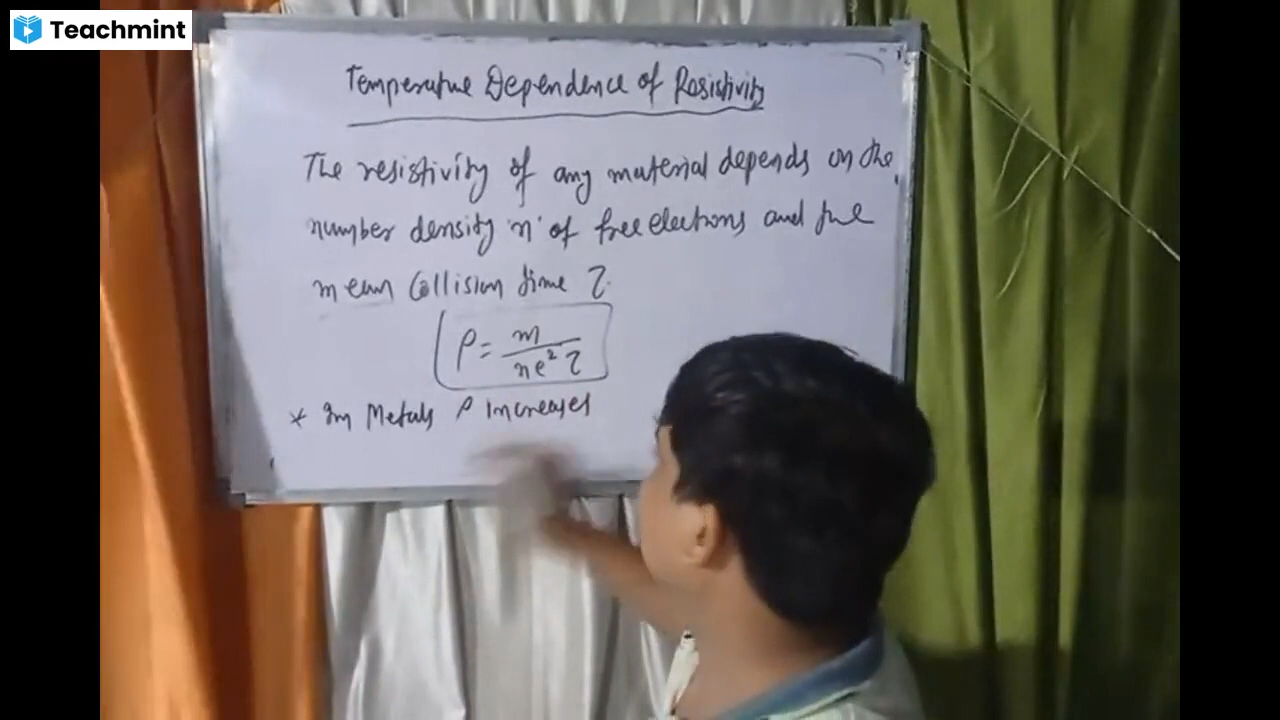 Teachmint
Temperature Dependence of Resistivity
The resistivity of any material depends on the
number density 'n' of free electrons and the
mean Collision time τ.
ρ = m / ne²τ
* In Metals ρ increases